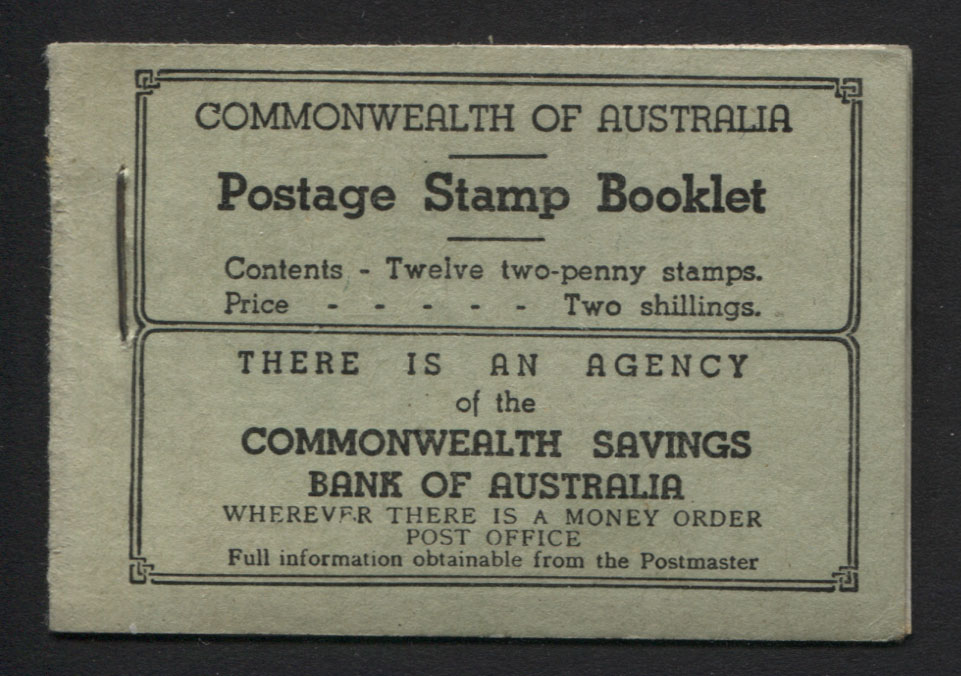 COMMONWEALTH OF AUSTRALIA
Postage Stamp Booklet
Contents - Twelve two-penny stamps.
Price - - - - - Two shillings.
THERE IS AN AGENCY
of the
COMMONWEALTH SAVINGS
BANK OF AUSTRALIA
WHEREVER THERE IS A MONEY ORDER
POST OFFICE
Full information obtainable from the Postmaster